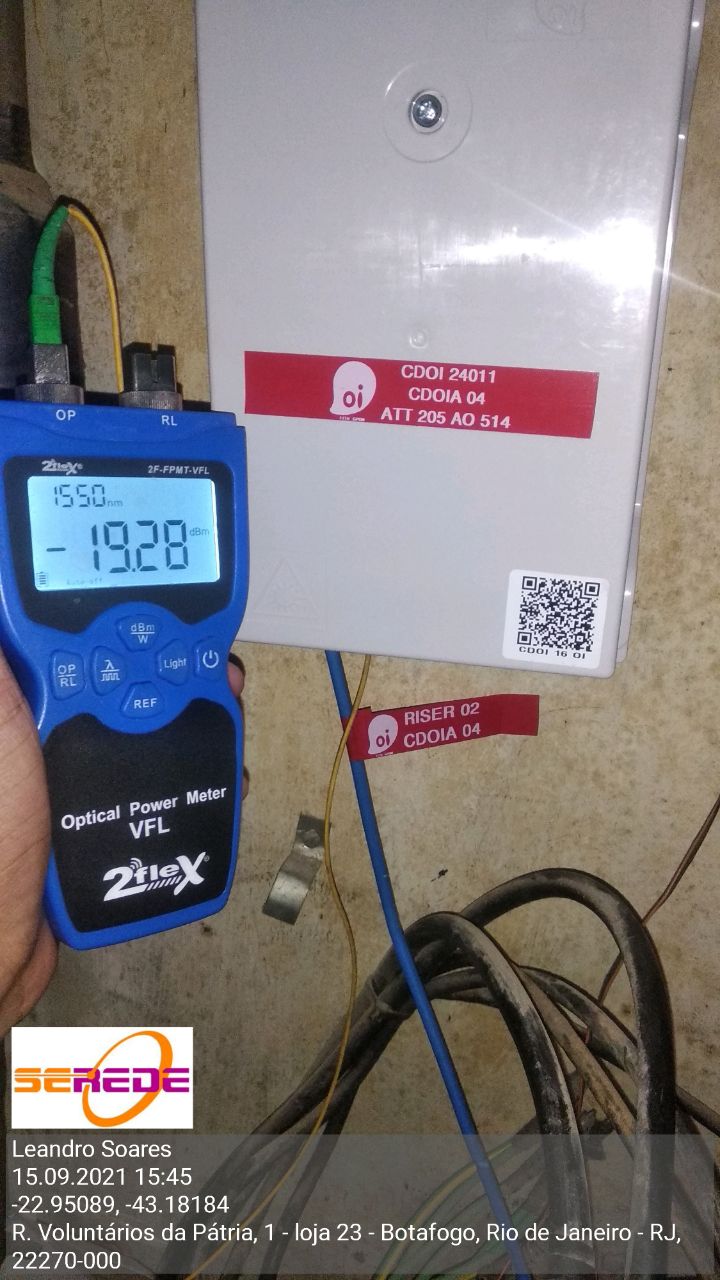 CDOI 24011
CDOIA 04
oi
ATT 205 AO 514
OP
RL
2flex
2F-FPMT-VFL
1550nm
-19.28 dBm
Auto-off
dBm
W
OP
RL
λ
Light
REF
CDOI 16 OI
RISER 02
oi
CDOIA 04
Optical Power Meter
VFL
2flex
SEREDE
Leandro Soares
15.09.2021 15:45
-22.95089, -43.18184
R. Voluntários da Pátria, 1 - loja 23 - Botafogo, Rio de Janeiro - RJ,
22270-000